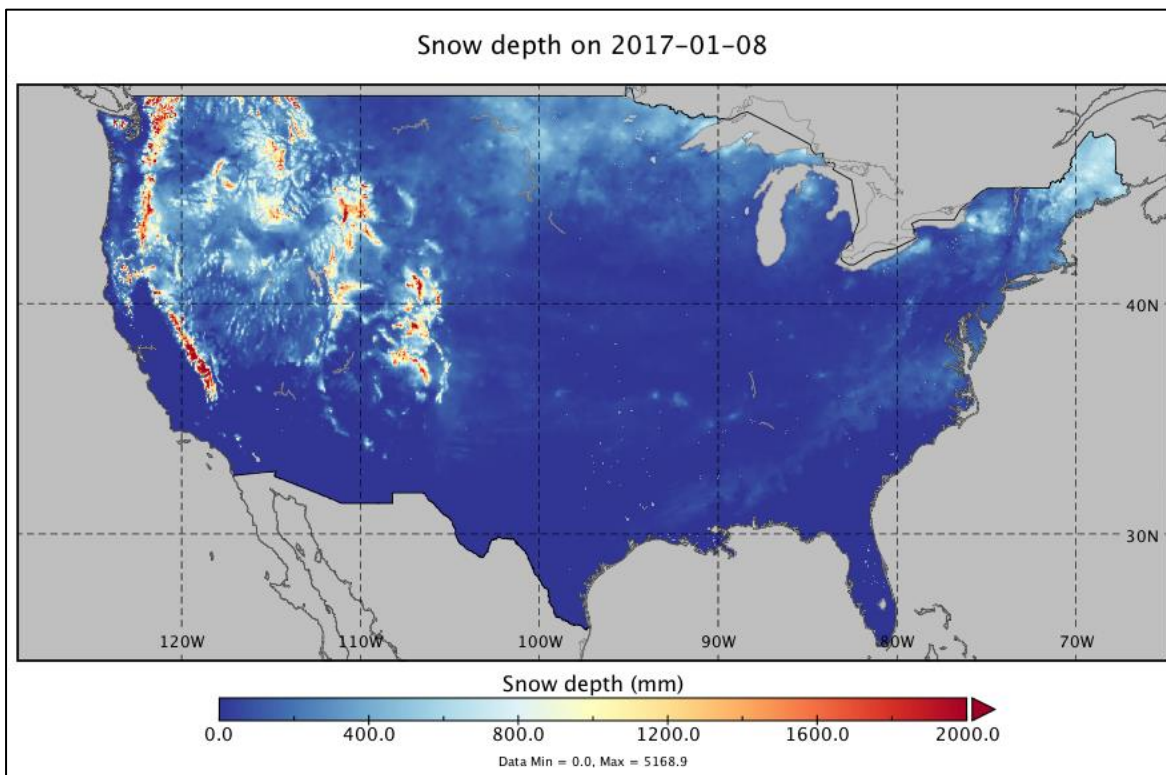 Snow depth on 2017-01-08
40N
30N
120W 110W 100W 90W 80W 70W
Snow depth (mm)
0.0 400.0 800.0 1200.0 1600.0 2000.0
Data Min = 0.0, Max = 5168.9